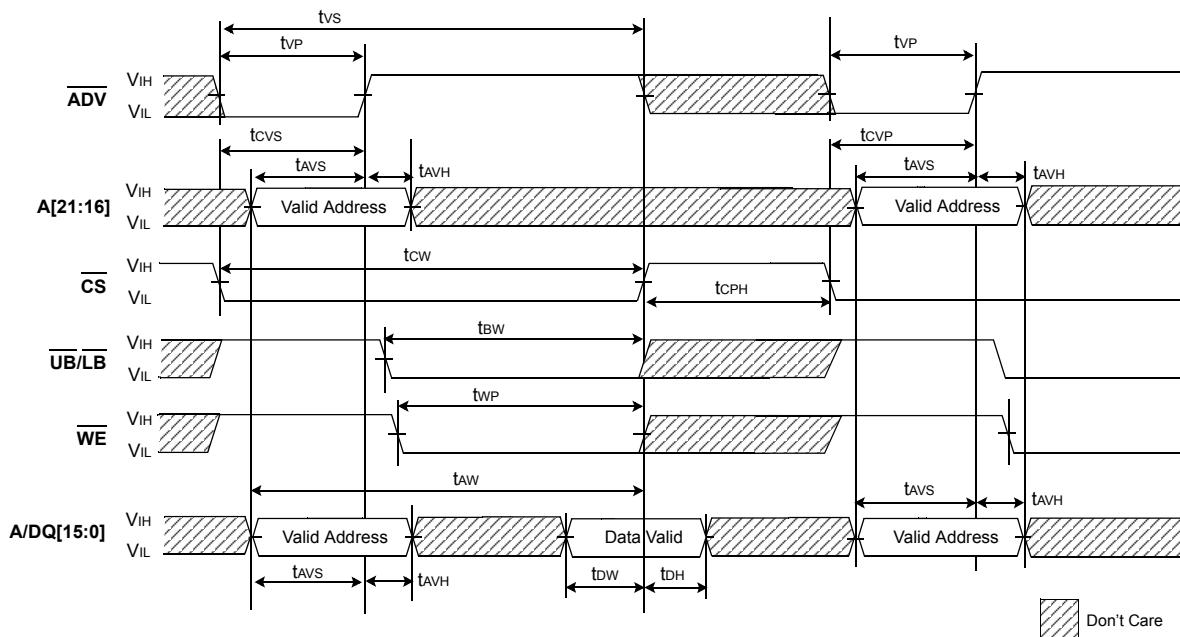 tVS
tVP tVP
VIH
ADV
VIL
tCVS tCVP
tAVS tAVH tAVS tAVH
VIH
A[21:16] Valid Address Valid Address
VIL
tCW
VIH
CS
VIL
tCPH
tBW
VIH
UB/LB
VIL
tWP
VIH
WE
VIL
tAW
tAVS tAVH
VIH
A/DQ[15:0] Valid Address Data Valid Valid Address
VIL
tAVS tAVH tDW tDH
Don't Care